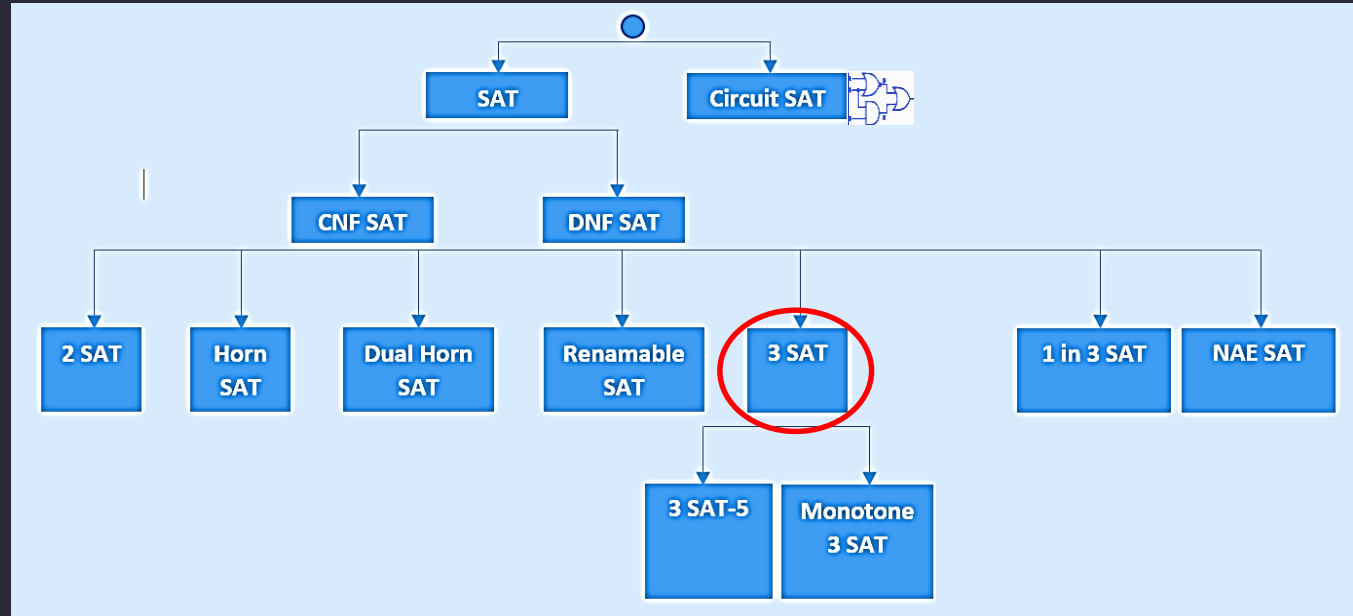 SAT
Circuit SAT
CNF SAT
DNF SAT
2 SAT
Horn
SAT
Dual Horn
SAT
Renamable
SAT
3 SAT
1 in 3 SAT
NAE SAT
3 SAT-5
Monotone
3 SAT